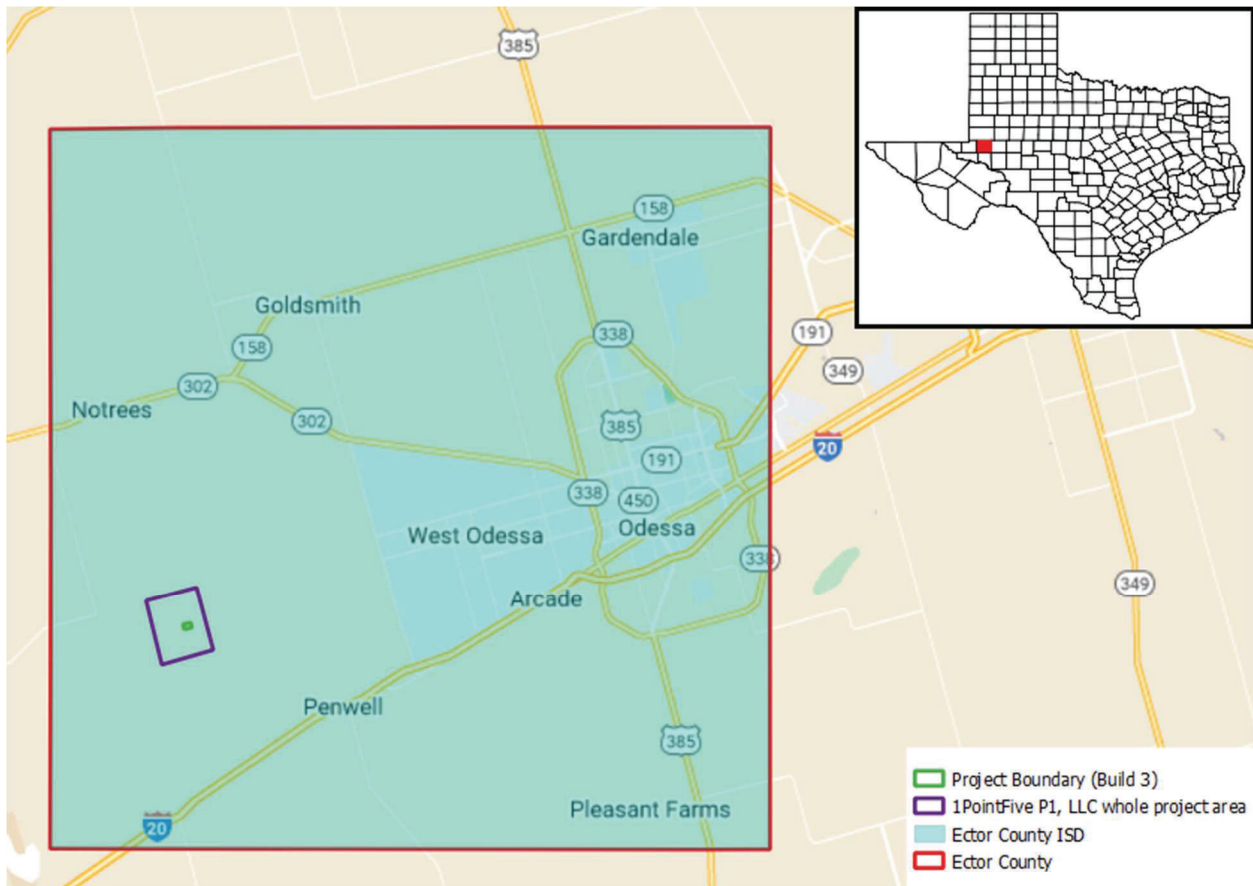 385
158
Gardendale
Goldsmith
338
191
158
349
302
Notrees
302
385
20
191
338
450
West Odessa
Odessa
338
349
Arcade
Penwell
385
Pleasant Farms
20
Project Boundary (Build 3)
1PointFive P1, LLC whole project area
Ector County ISD
Ector County